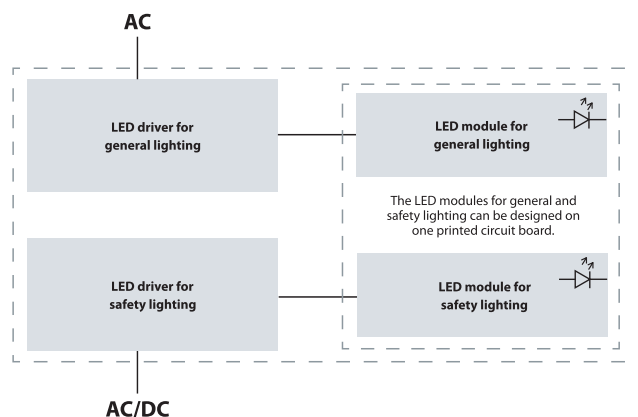 AC
LED driver for
general lighting
LED module for
general lighting
The LED modules for general and
safety lighting can be designed on
one printed circuit board.
LED driver for
safety lighting
LED module for
safety lighting
AC/DC